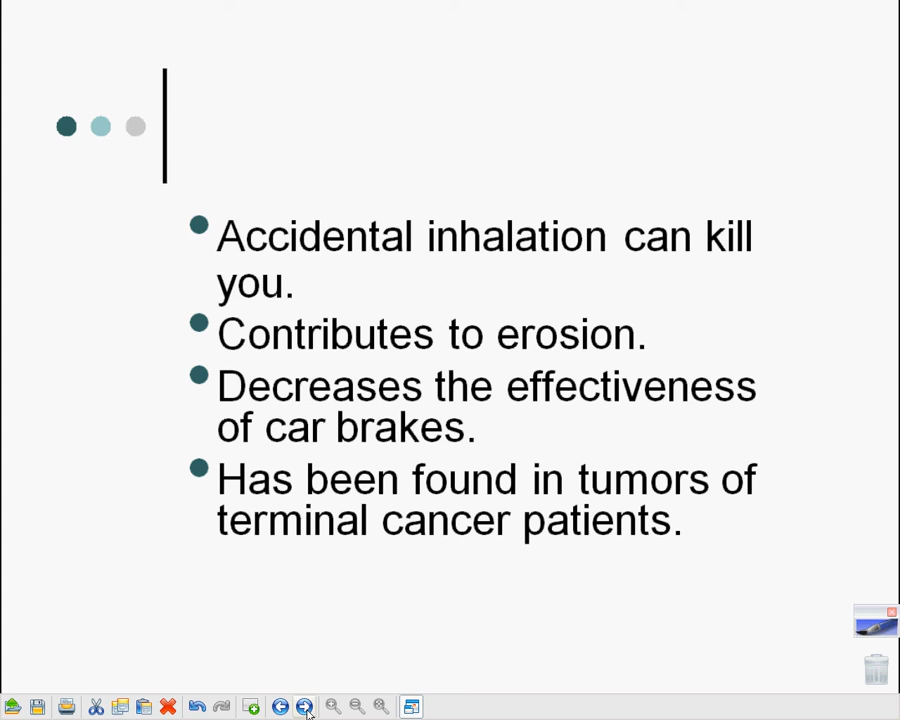 Accidental inhalation can kill
you.
Contributes to erosion.
Decreases the effectiveness
of car brakes.
Has been found in tumors of
terminal cancer patients.